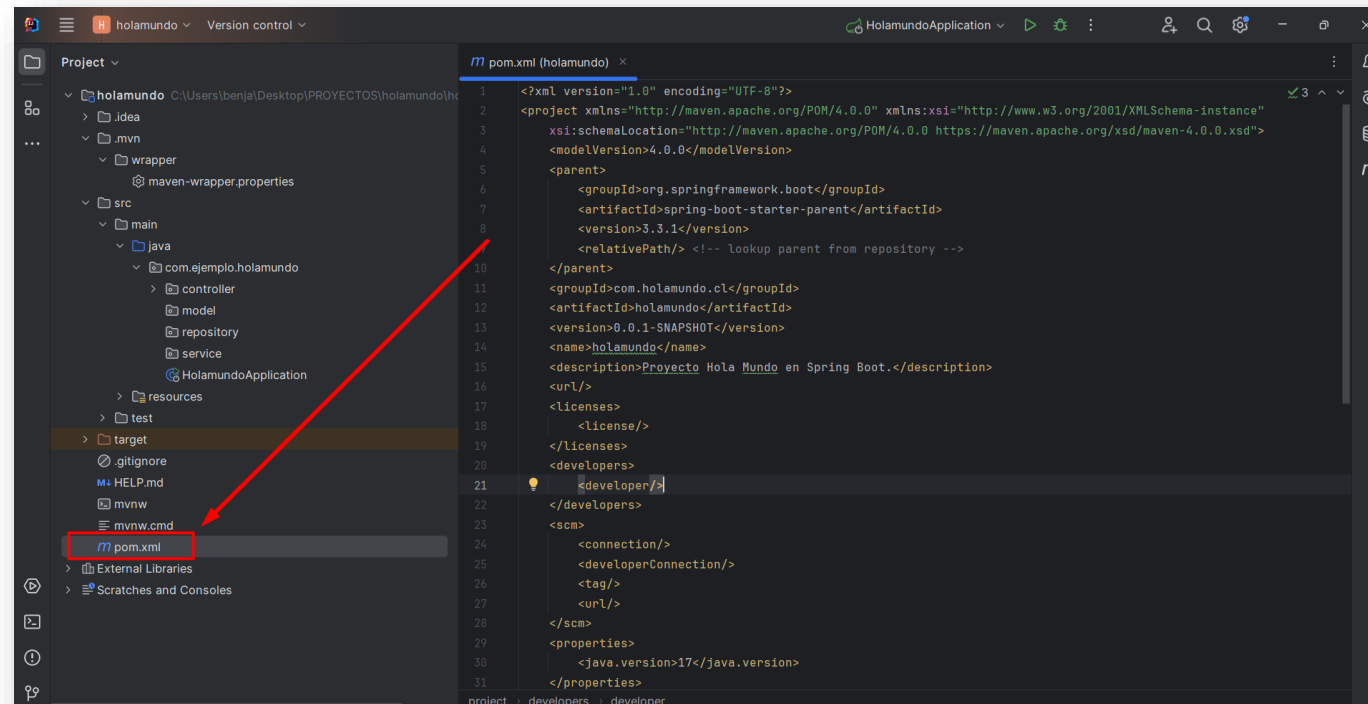 H holamundo Version control HolamundoApplication
Project
holamundo C:\Users\benja\Desktop\PROYECTOS\holamundo\hc
.idea
.mvn
wrapper
maven-wrapper.properties
src
main
java
com.ejemplo.holamundo
controller
model
repository
service
HolamundoApplication
resources
test
target
.gitignore
M↓ HELP.md
mvnw
mvnw.cmd
m pom.xml
External Libraries
Scratches and Consoles
m pom.xml (holamundo)
3
1 <?xml version="1.0" encoding="UTF-8"?>
2 <project xmlns="http://maven.apache.org/POM/4.0.0" xmlns:xsi="http://www.w3.org/2001/XMLSchema-instance"
3 xsi:schemaLocation="http://maven.apache.org/POM/4.0.0 https://maven.apache.org/xsd/maven-4.0.0.xsd">
4 <modelVersion>4.0.0</modelVersion>
5 <parent>
6 <groupId>org.springframework.boot</groupId>
7 <artifactId>spring-boot-starter-parent</artifactId>
8 <version>3.3.1</version>
<relativePath/> <!-- lookup parent from repository -->
10 </parent>
11 <groupId>com.holamundo.cl</groupId>
12 <artifactId>holamundo</artifactId>
13 <version>0.0.1-SNAPSHOT</version>
14 <name>holamundo</name>
15 <description>Proyecto Hola Mundo en Spring Boot.</description>
16 <url/>
17 <licenses>
18 <license/>
19 </licenses>
20 <developers>
21 <developer/>
22 </developers>
23 <scm>
24 <connection/>
25 <developerConnection/>
26 <tag/>
27 <url/>
28 </scm>
29 <properties>
30 <java.version>17</java.version>
31 </properties>
project > developers > developer